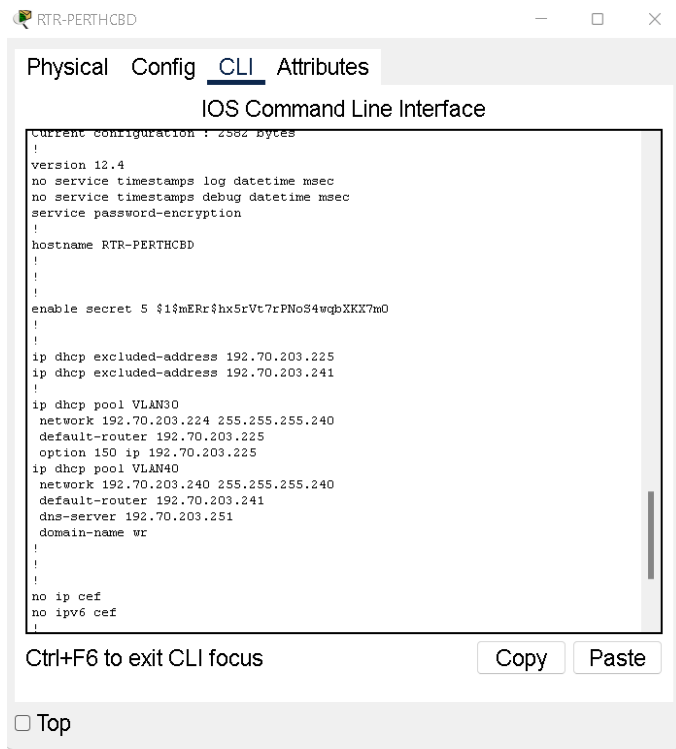 RTR-PERTHCBD
Physical Config CLI Attributes
IOS Command Line Interface
Current configuration : 2582 bytes
!
version 12.4
no service timestamps log datetime msec
no service timestamps debug datetime msec
service password-encryption
!
hostname RTR-PERTHCBD
!
!
!
enable secret 5 $1$mERr$hx5rVt7rPNoS4wqbXKX7m0
!
!
ip dhcp excluded-address 192.70.203.225
ip dhcp excluded-address 192.70.203.241
!
ip dhcp pool VLAN30
network 192.70.203.224 255.255.255.240
default-router 192.70.203.225
option 150 ip 192.70.203.225
ip dhcp pool VLAN40
network 192.70.203.240 255.255.255.240
default-router 192.70.203.241
dns-server 192.70.203.251
domain-name wr
!
!
!
no ip cef
no ipv6 cef
!
Ctrl+F6 to exit CLI focus
Copy Paste
Top